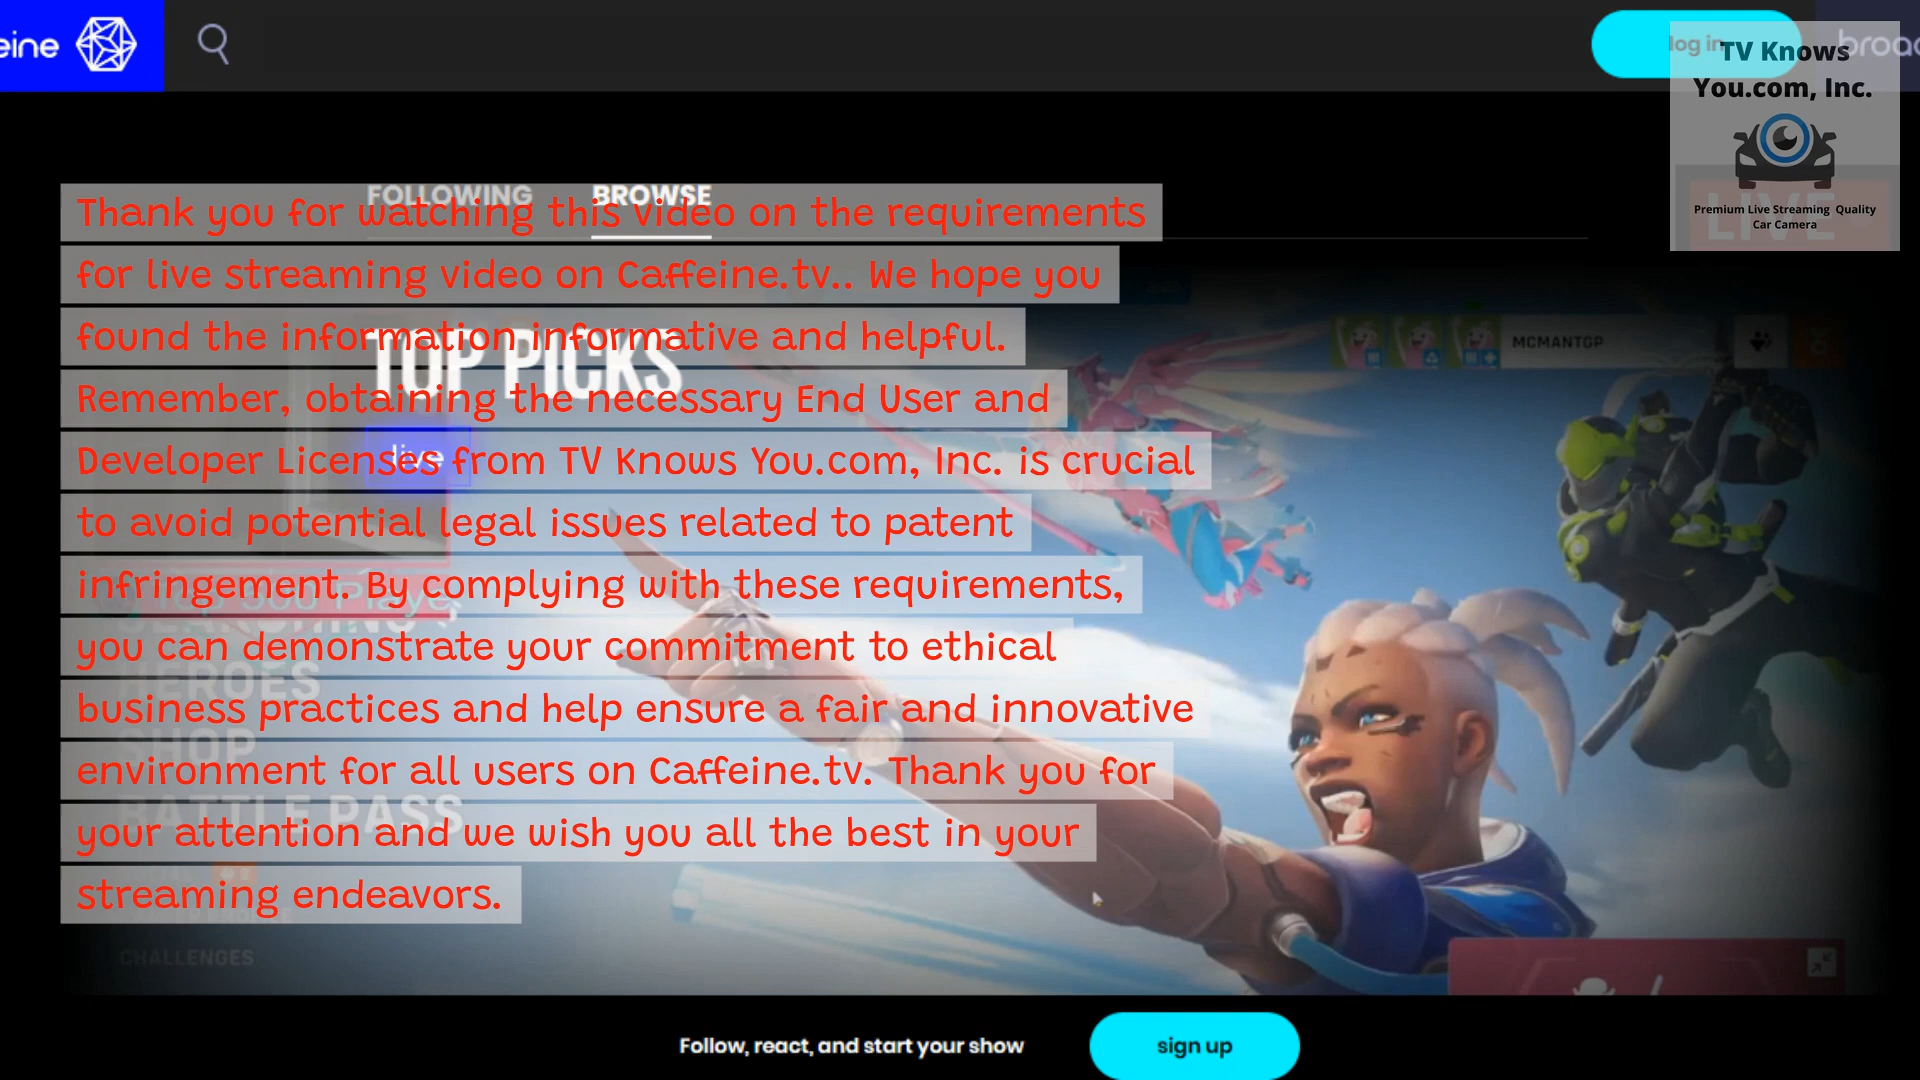 eine
log in
broad
TV Knows
You.com, Inc.
LIVE
Premium Live Streaming Quality
Car Camera
FOLLOWING
BROWSE
Thank you for watching this video on the requirements
for live streaming video on Caffeine.tv.. We hope you
found the information informative and helpful.
Remember, obtaining the necessary End User and
Developer Licenses from TV Knows You.com, Inc. is crucial
to avoid potential legal issues related to patent
infringement. By complying with these requirements,
you can demonstrate your commitment to ethical
business practices and help ensure a fair and innovative
environment for all users on Caffeine.tv. Thank you for
your attention and we wish you all the best in your
streaming endeavors.
TOP PICKS
live
MCMANTGP
HEROES
SHOP
BATTLE PASS
CHALLENGES
Follow, react, and start your show
sign up